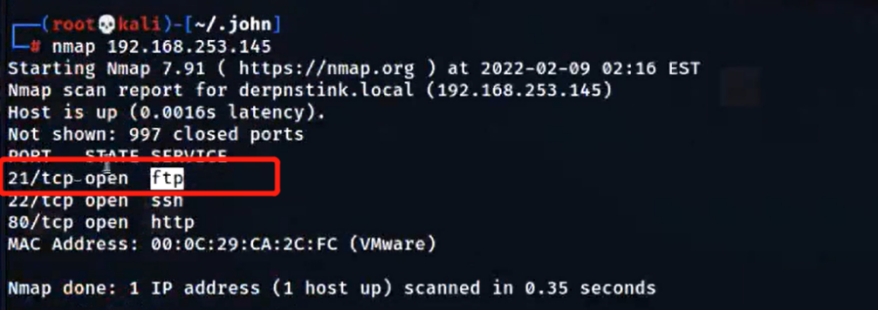 (root💀kali)-[~/.john]
# nmap 192.168.253.145
Starting Nmap 7.91 ( https://nmap.org ) at 2022-02-09 02:16 EST
Nmap scan report for derpnstink.local (192.168.253.145)
Host is up (0.0016s latency).
Not shown: 997 closed ports
PORT STATE SERVICE
21/tcp open ftp
22/tcp open ssh
80/tcp open http
MAC Address: 00:0C:29:CA:2C:FC (VMware)
Nmap done: 1 IP address (1 host up) scanned in 0.35 seconds